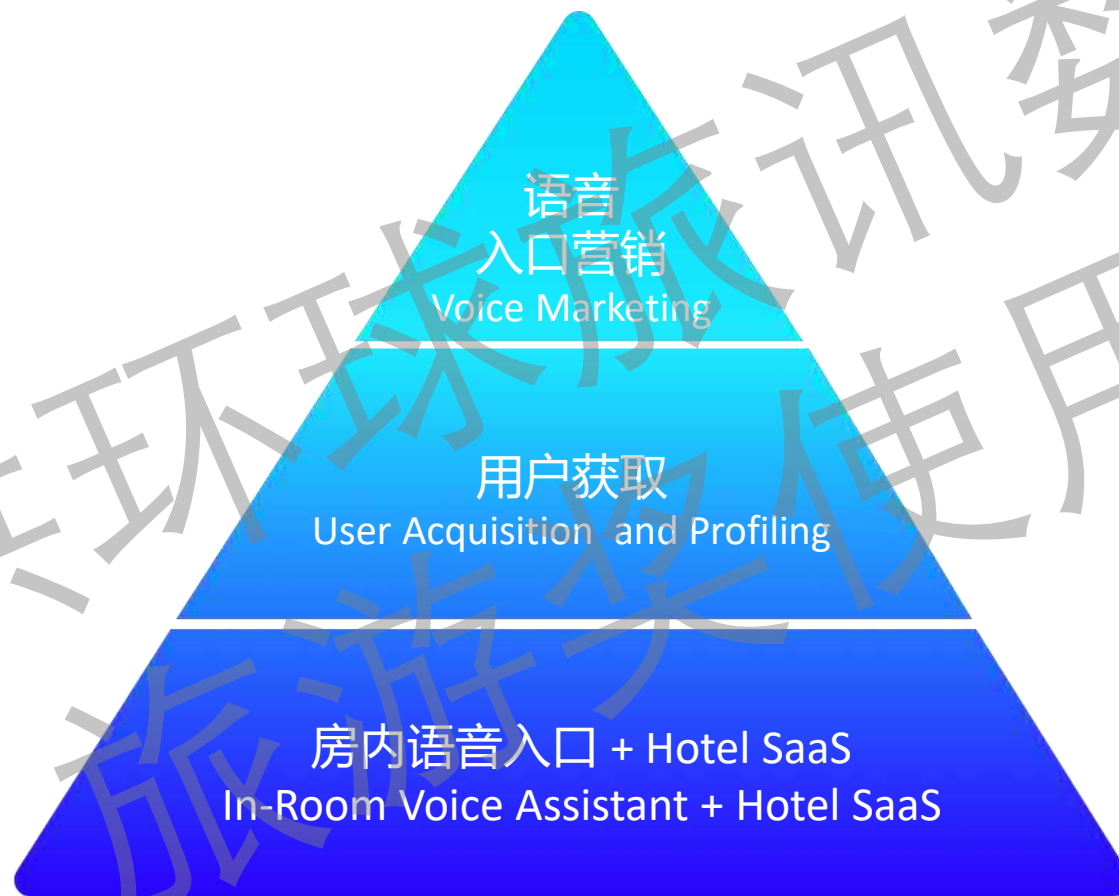 语音
入口营销
Voice Marketing
用户获取
User Acquisition and Profiling
房内语音入口 + Hotel SaaS
In-Room Voice Assistant + Hotel SaaS
环球旅讯数
旅游奖使用